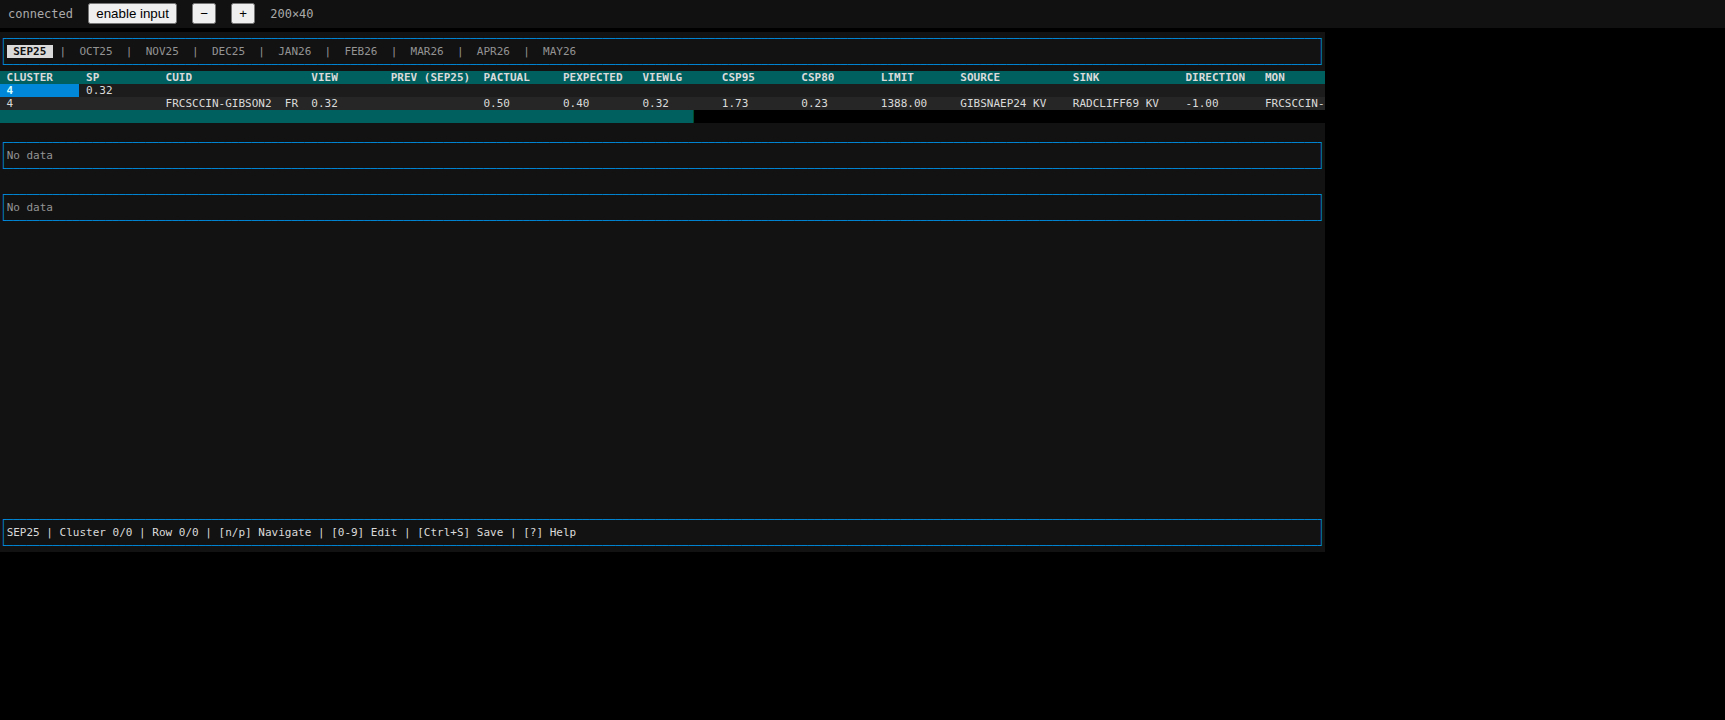 connected enable input − + 200×40
SEP25 | OCT25 | NOV25 | DEC25 | JAN26 | FEB26 | MAR26 | APR26 | MAY26
CLUSTER SP CUID VIEW PREV (SEP25) PACTUAL PEXPECTED VIEWLG CSP95 CSP80 LIMIT SOURCE SINK DIRECTION MON
4 0.32
4 FRCSCCIN-GIBSON2 FR 0.32 0.50 0.40 0.32 1.73 0.23 1388.00 GIBSNAEP24 KV RADCLIFF69 KV -1.00 FRCSCCIN-
No data
No data
SEP25 | Cluster 0/0 | Row 0/0 | [n/p] Navigate | [0-9] Edit | [Ctrl+S] Save | [?] Help